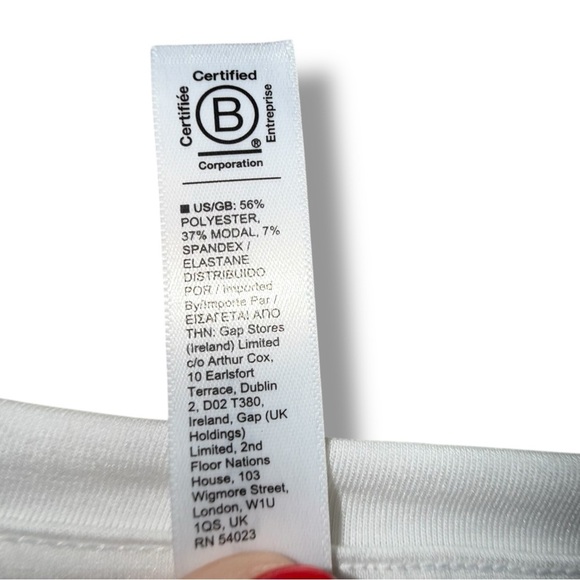 Certified
Certifiée
B
®
Entreprise
Corporation
■ US/GB: 56%
POLYESTER,
37% MODAL, 7%
SPANDEX /
ELASTANE
DISTRIBUIDO
POR / Imported
By/Importe Par /
ΕΙΣΑΓΕΤΑΙ ΑΠΟ
ΤΗΝ: Gap Stores
(Ireland) Limited
c/o Arthur Cox,
10 Earlsfort
Terrace, Dublin
2, D02 T380,
Ireland, Gap (UK
Holdings)
Limited, 2nd
Floor Nations
House, 103
Wigmore Street,
London, W1U
1QS, UK
RN 54023